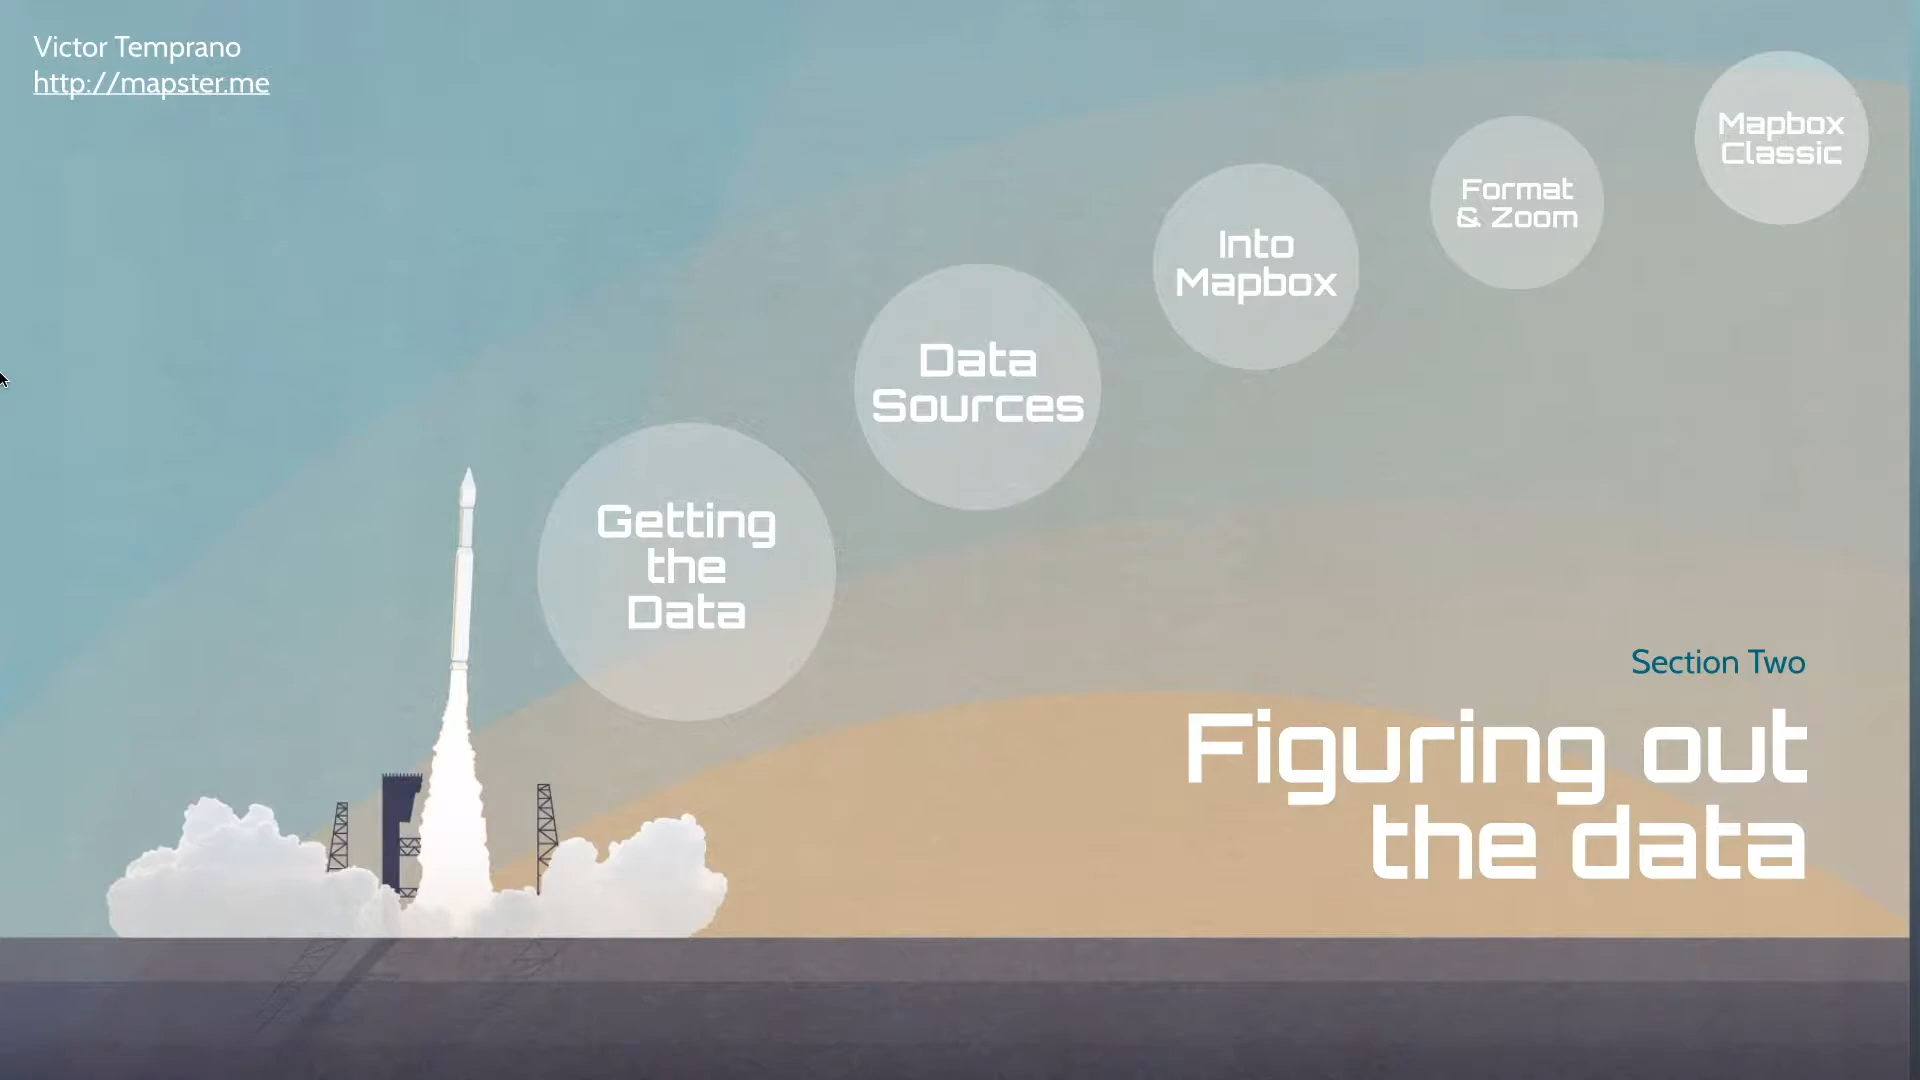 Victor Temprano
http://mapster.me
Mapbox
Classic
Format
& Zoom
Into
Mapbox
Data
Sources
Getting
the
Data
Section Two
Figuring out
the data